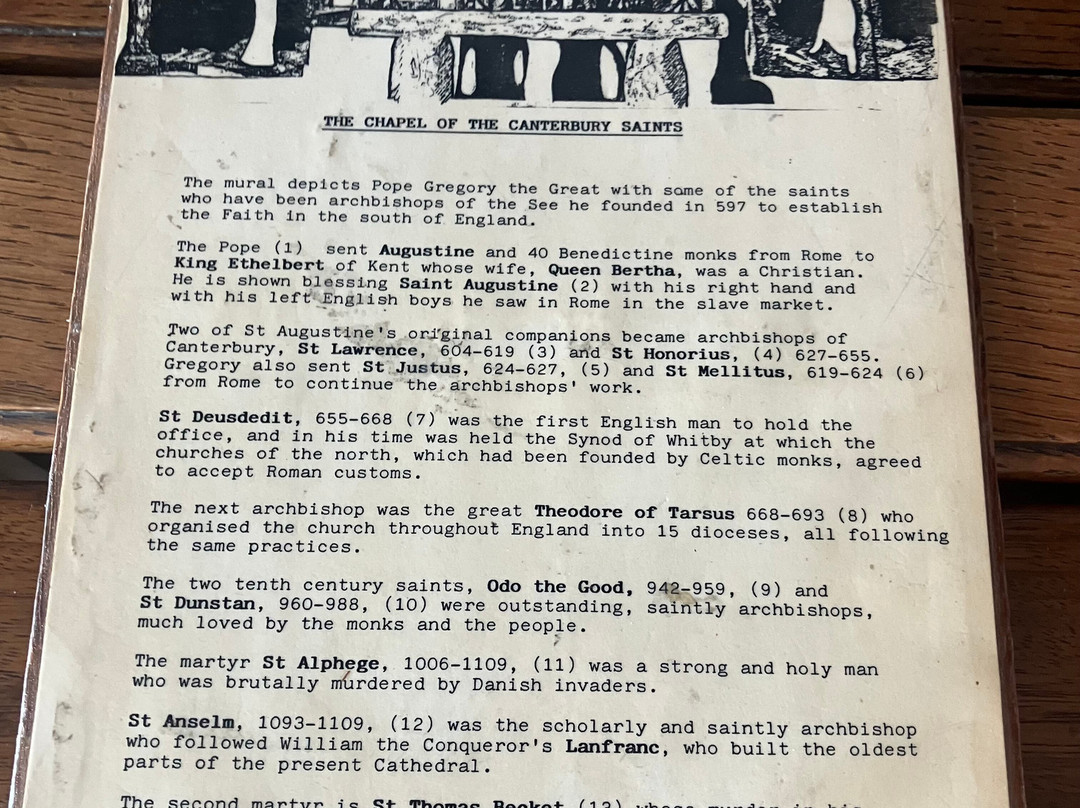 THE CHAPEL OF THE CANTERBURY SAINTS
The mural depicts Pope Gregory the Great with some of the saints
who have been archbishops of the See he founded in 597 to establish
the Faith in the south of England.
The Pope (1) sent Augustine and 40 Benedictine monks from Rome to
King Ethelbert of Kent whose wife, Queen Bertha, was a Christian.
He is shown blessing Saint Augustine (2) with his right hand and
with his left English boys he saw in Rome in the slave market.
Two of St Augustine's original companions became archbishops of
Canterbury, St Lawrence, 604-619 (3) and St Honorius, (4) 627-655.
Gregory also sent St Justus, 624-627, (5) and St Mellitus, 619-624 (6)
from Rome to continue the archbishops' work.
St Deusdedit, 655-668 (7) was the first English man to hold the
office, and in his time was held the Synod of Whitby at which the
churches of the north, which had been founded by Celtic monks, agreed
to accept Roman customs.
The next archbishop was the great Theodore of Tarsus 668-693 (8) who
organised the church throughout England into 15 dioceses, all following
the same practices.
The two tenth century saints, Odo the Good, 942-959, (9) and
St Dunstan, 960-988, (10) were outstanding, saintly archbishops,
much loved by the monks and the people.
The martyr St Alphege, 1006-1109, (11) was a strong and holy man
who was brutally murdered by Danish invaders.
St Anselm, 1093-1109, (12) was the scholarly and saintly archbishop
who followed William the Conqueror's Lanfranc, who built the oldest
parts of the present Cathedral.
The second martyr is St Thomas Becket (13) whose murder in his